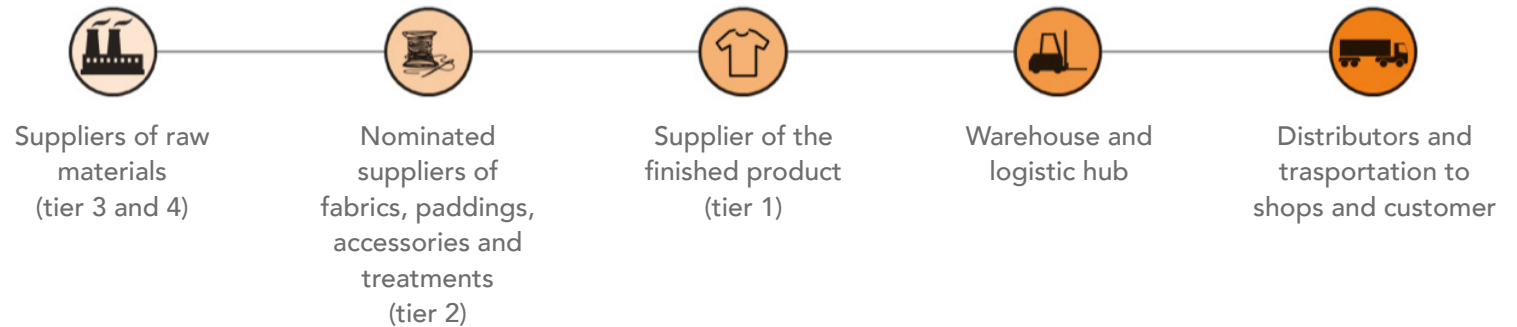 Suppliers of raw
materials
(tier 3 and 4)
Nominated
suppliers of
fabrics, paddings,
accessories and
treatments
(tier 2)
Supplier of the
finished product
(tier 1)
Warehouse and
logistic hub
Distributors and
trasportation to
shops and customer